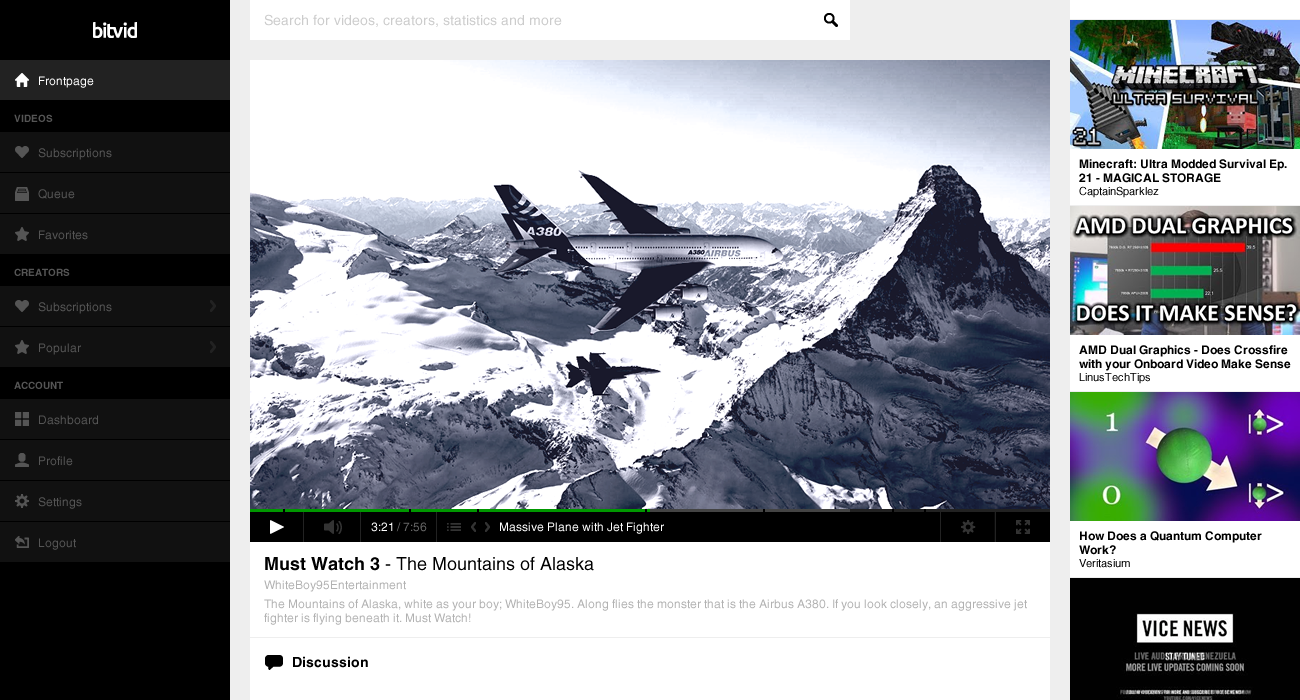 bitvid
Frontpage
VIDEOS
Subscriptions
Queue
Favorites
CREATORS
Subscriptions
Popular
ACCOUNT
Dashboard
Profile
Settings
Logout
Search for videos, creators, statistics and more
A380
A380 AIRBUS
3:21 / 7:56
Massive Plane with Jet Fighter
Must Watch 3 - The Mountains of Alaska
WhiteBoy95Entertainment
The Mountains of Alaska, white as your boy; WhiteBoy95. Along flies the monster that is the Airbus A380. If you look closely, an aggressive jet
fighter is flying beneath it. Must Watch!
Discussion
MINECRAFT
ULTRA SURVIVAL
21
Minecraft: Ultra Modded Survival Ep.
21 - MAGICAL STORAGE
CaptainSparklez
AMD DUAL GRAPHICS
DOES IT MAKE SENSE?
AMD Dual Graphics - Does Crossfire
with your Onboard Video Make Sense
LinusTechTips
1
0
How Does a Quantum Computer
Work?
Veritasium
VICE NEWS
STAY TUNED
MORE LIVE UPDATES COMING SOON